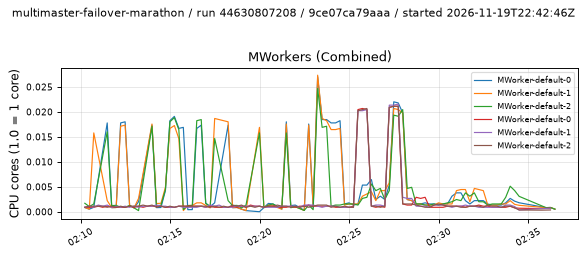 multimaster-failover-marathon / run 44630807208 / 9ce07ca79aaa / started 2026-11-19T22:42:46Z
MWorkers (Combined)
CPU cores (1.0 = 1 core)
0.025
0.020
0.015
0.010
0.005
0.000
MWorker-default-0
MWorker-default-1
MWorker-default-2
MWorker-default-0
MWorker-default-1
MWorker-default-2
02:10
02:15
02:20
02:25
02:30
02:35